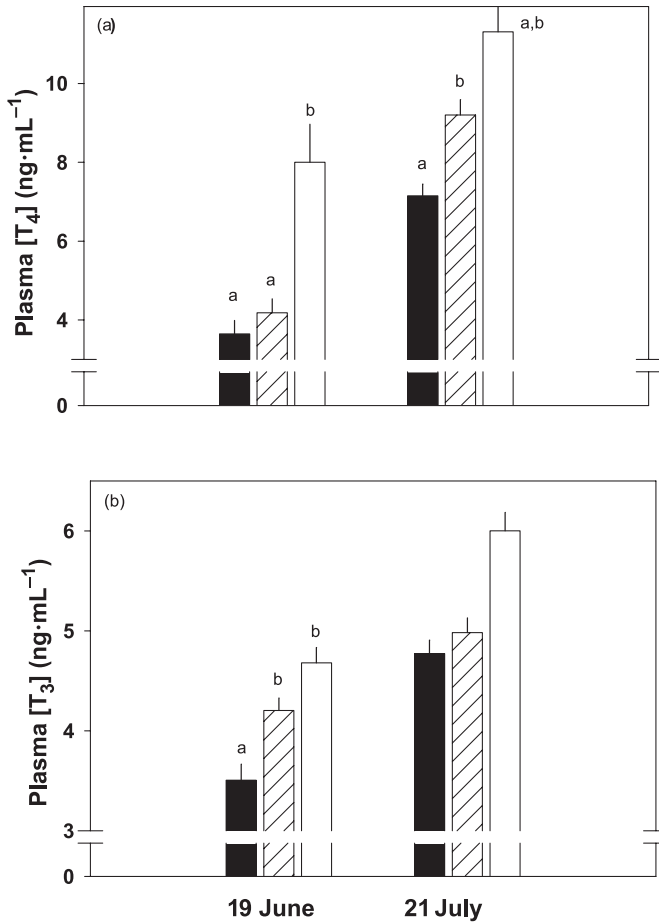 (a)
Plasma [T₄] (ng·mL⁻¹)
10
8
6
4
0
a
a
b
a
b
a,b
(b)
Plasma [T₃] (ng·mL⁻¹)
6
5
4
3
0
a
b
b
19 June
21 July